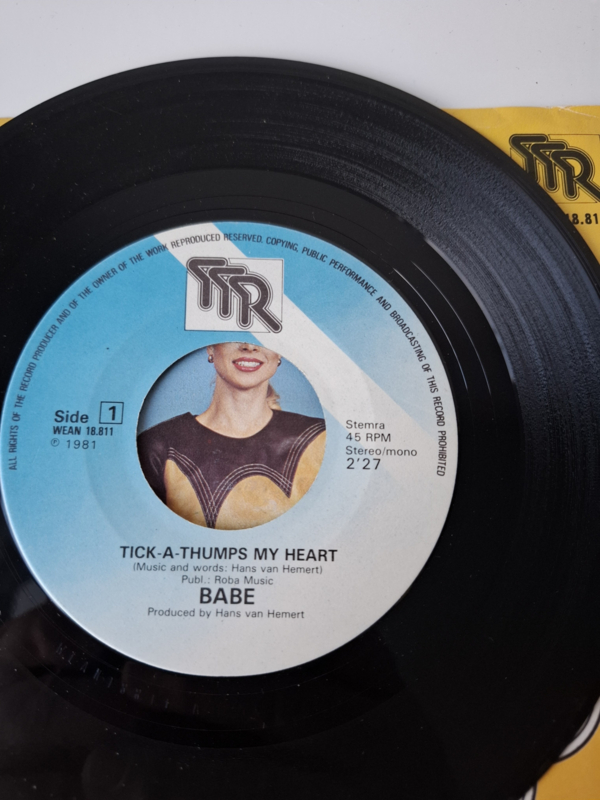 ALL RIGHTS OF THE RECORD PRODUCER AND OF THE OWNER OF THE WORK REPRODUCED RESERVED. COPYING, PUBLIC PERFORMANCE AND BROADCASTING OF THIS RECORD PROHIBITED
TTR
TTR
18.81
Side 1
WEAN 18.811
℗ 1981
Stemra
45 RPM
Stereo/mono
2'27
TICK-A-THUMPS MY HEART
(Music and words: Hans van Hemert)
Publ.: Roba Music
BABE
Produced by Hans van Hemert